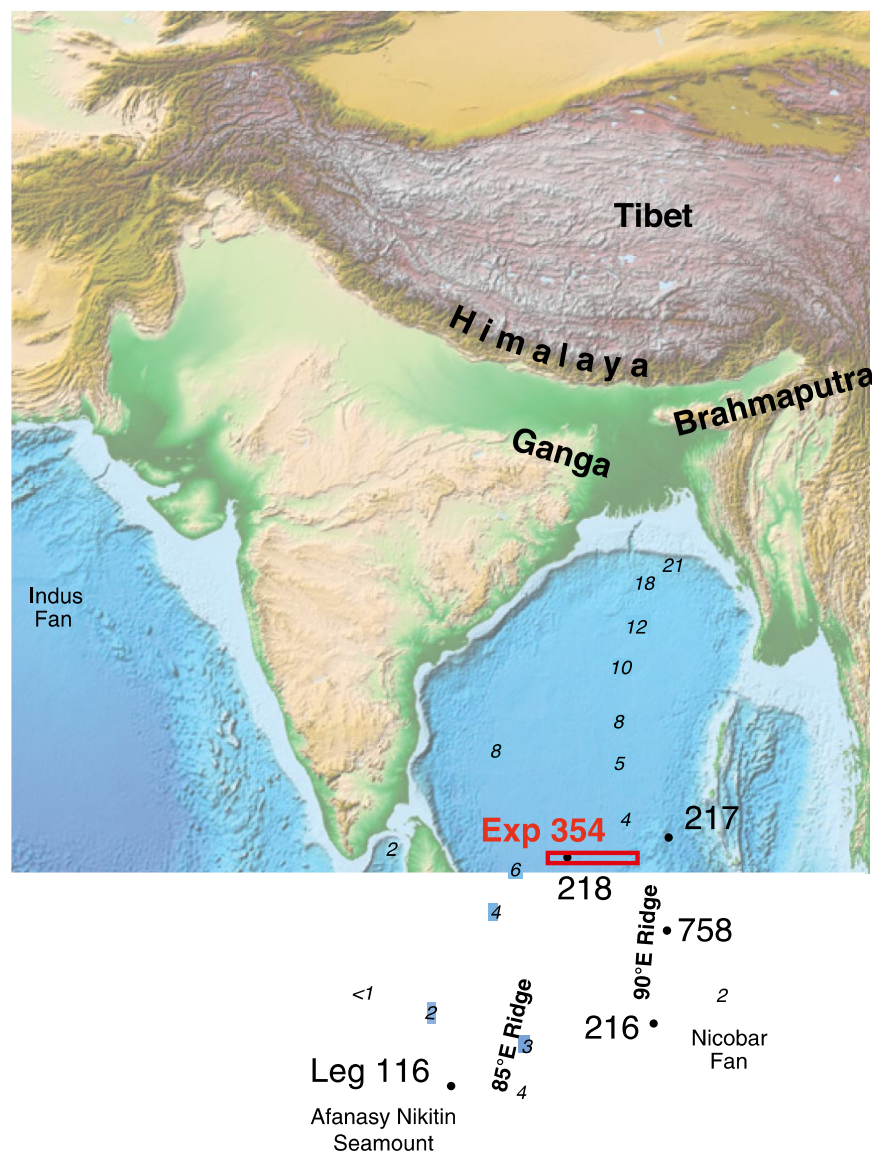 Tibet
Himalaya
Brahmaputra
Ganga
21
18
Indus
Fan
12
10
8
8
5
4
217
Exp 354
2
6
218
4
90°E Ridge
758
<1
2
2
85°E Ridge
216
3
Nicobar
Fan
Leg 116
4
Afanasy Nikitin
Seamount